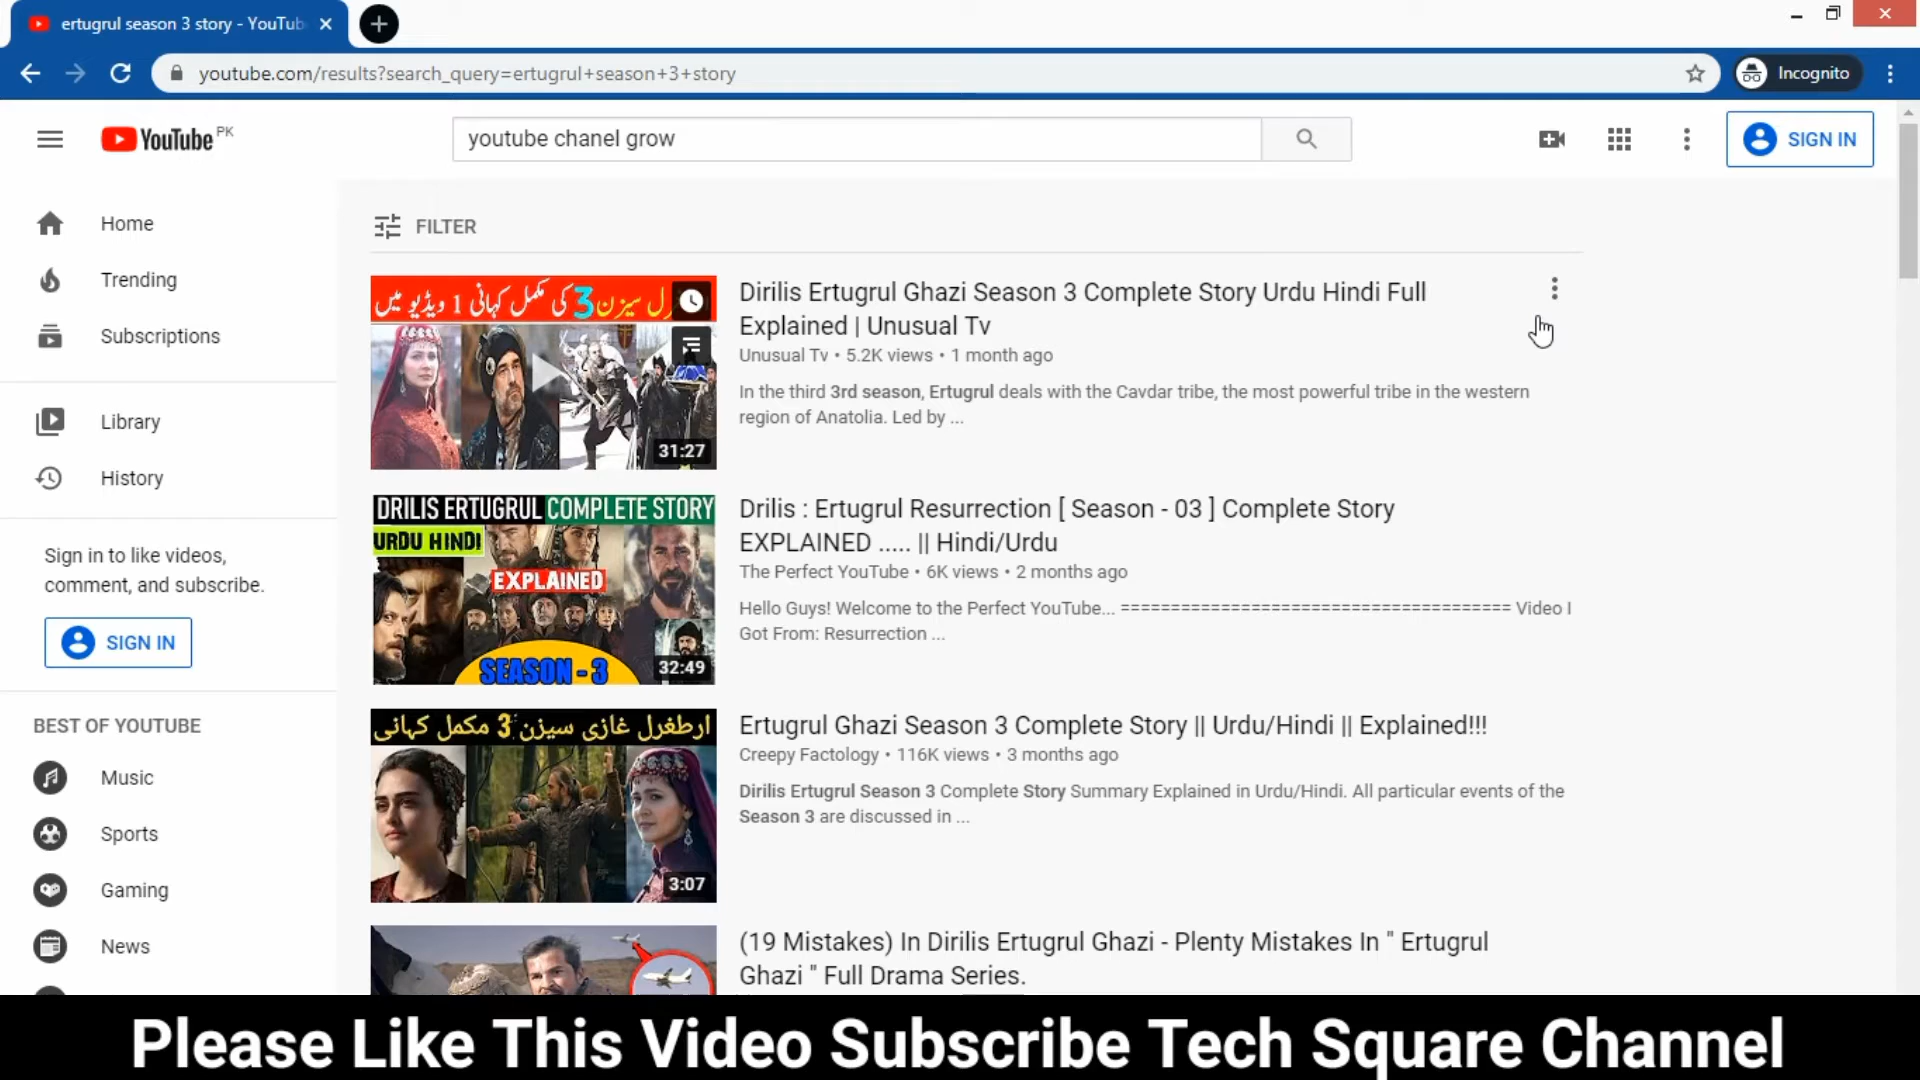 ertugrul season 3 story - YouTub
youtube.com/results?search_query=ertugrul+season+3+story
Incognito
YouTube PK
youtube chanel grow
SIGN IN
Home
Trending
Subscriptions
Library
History
Sign in to like videos,
comment, and subscribe.
SIGN IN
BEST OF YOUTUBE
Music
Sports
Gaming
News
FILTER
ل سیزن 3 کی مکمل کہانی 1 ویڈیو میں
31:27
Dirilis Ertugrul Ghazi Season 3 Complete Story Urdu Hindi Full
Explained | Unusual Tv
Unusual Tv • 5.2K views • 1 month ago
In the third 3rd season, Ertugrul deals with the Cavdar tribe, the most powerful tribe in the western
region of Anatolia. Led by ...
DRILIS ERTUGRUL COMPLETE STORY
URDU HINDI
EXPLAINED
SEASON - 3
32:49
Drilis : Ertugrul Resurrection [ Season - 03 ] Complete Story
EXPLAINED ..... || Hindi/Urdu
The Perfect YouTube • 6K views • 2 months ago
Hello Guys! Welcome to the Perfect YouTube... ======================================= Video I
Got From: Resurrection ...
ارطغرل غازی سیزن 3 مکمل کہانی
3:07
Ertugrul Ghazi Season 3 Complete Story || Urdu/Hindi || Explained!!!
Creepy Factology • 116K views • 3 months ago
Dirilis Ertugrul Season 3 Complete Story Summary Explained in Urdu/Hindi. All particular events of the
Season 3 are discussed in ...
(19 Mistakes) In Dirilis Ertugrul Ghazi - Plenty Mistakes In " Ertugrul
Ghazi " Full Drama Series.
Please Like This Video Subscribe Tech Square Channel